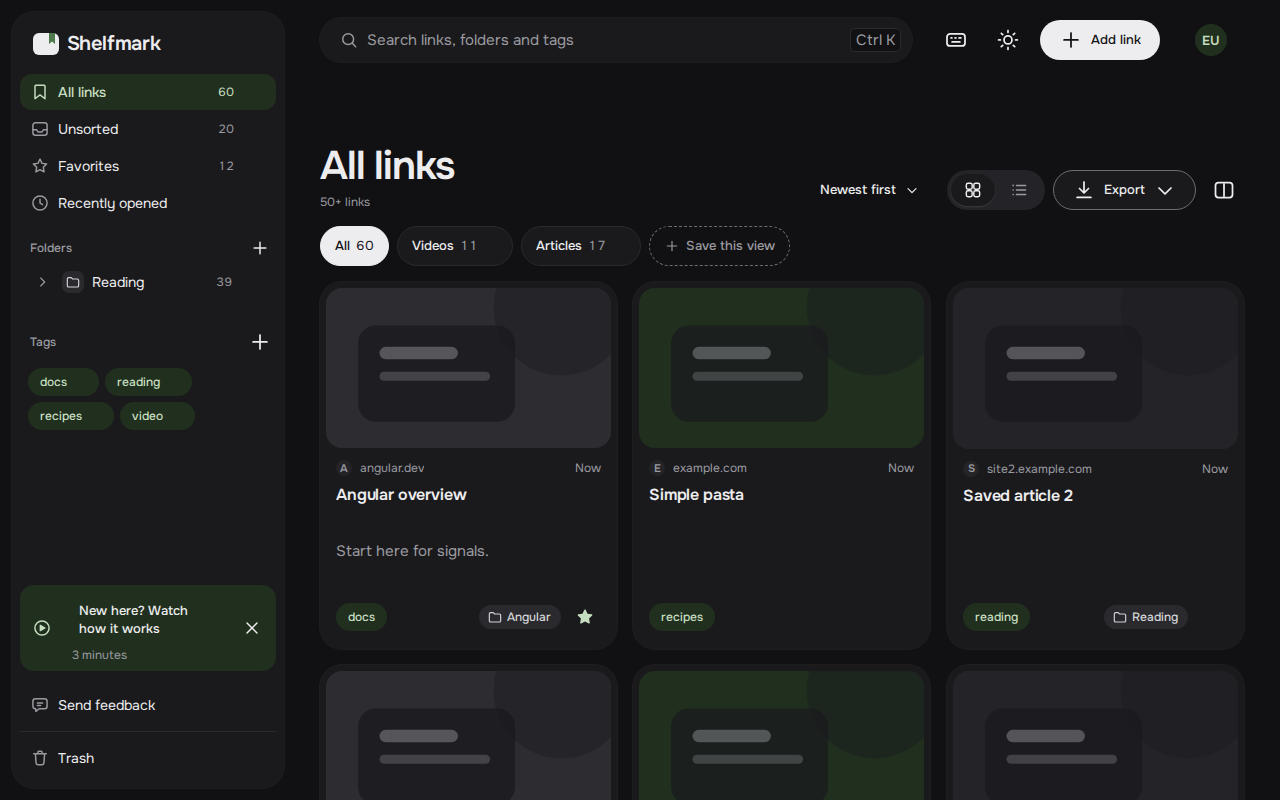 Shelfmark
All links 60
Unsorted 20
Favorites 12
Recently opened
Folders
Reading 39
Tags
docs reading
recipes video
New here? Watch
how it works
3 minutes
Send feedback
Trash
Search links, folders and tags Ctrl K
Add link
EU
All links
50+ links
Newest first
Export
All 60 Videos 11 Articles 17 Save this view
A angular.dev Now
Angular overview
Start here for signals.
docs Angular
E example.com Now
Simple pasta
recipes
S site2.example.com Now
Saved article 2
reading Reading